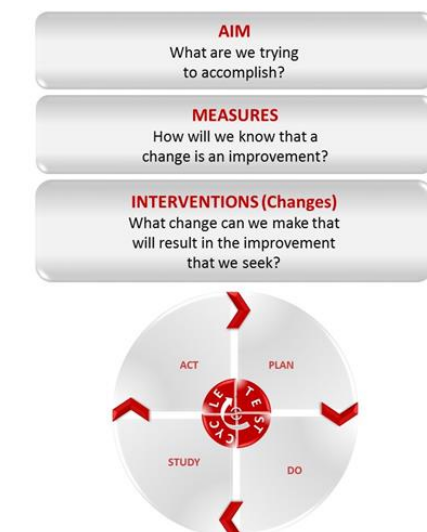 AIM
What are we trying
to accomplish?
MEASURES
How will we know that a
change is an improvement?
INTERVENTIONS (Changes)
What change can we make that
will result in the improvement
that we seek?
ACT
PLAN
TEST
CYCLE
STUDY
DO